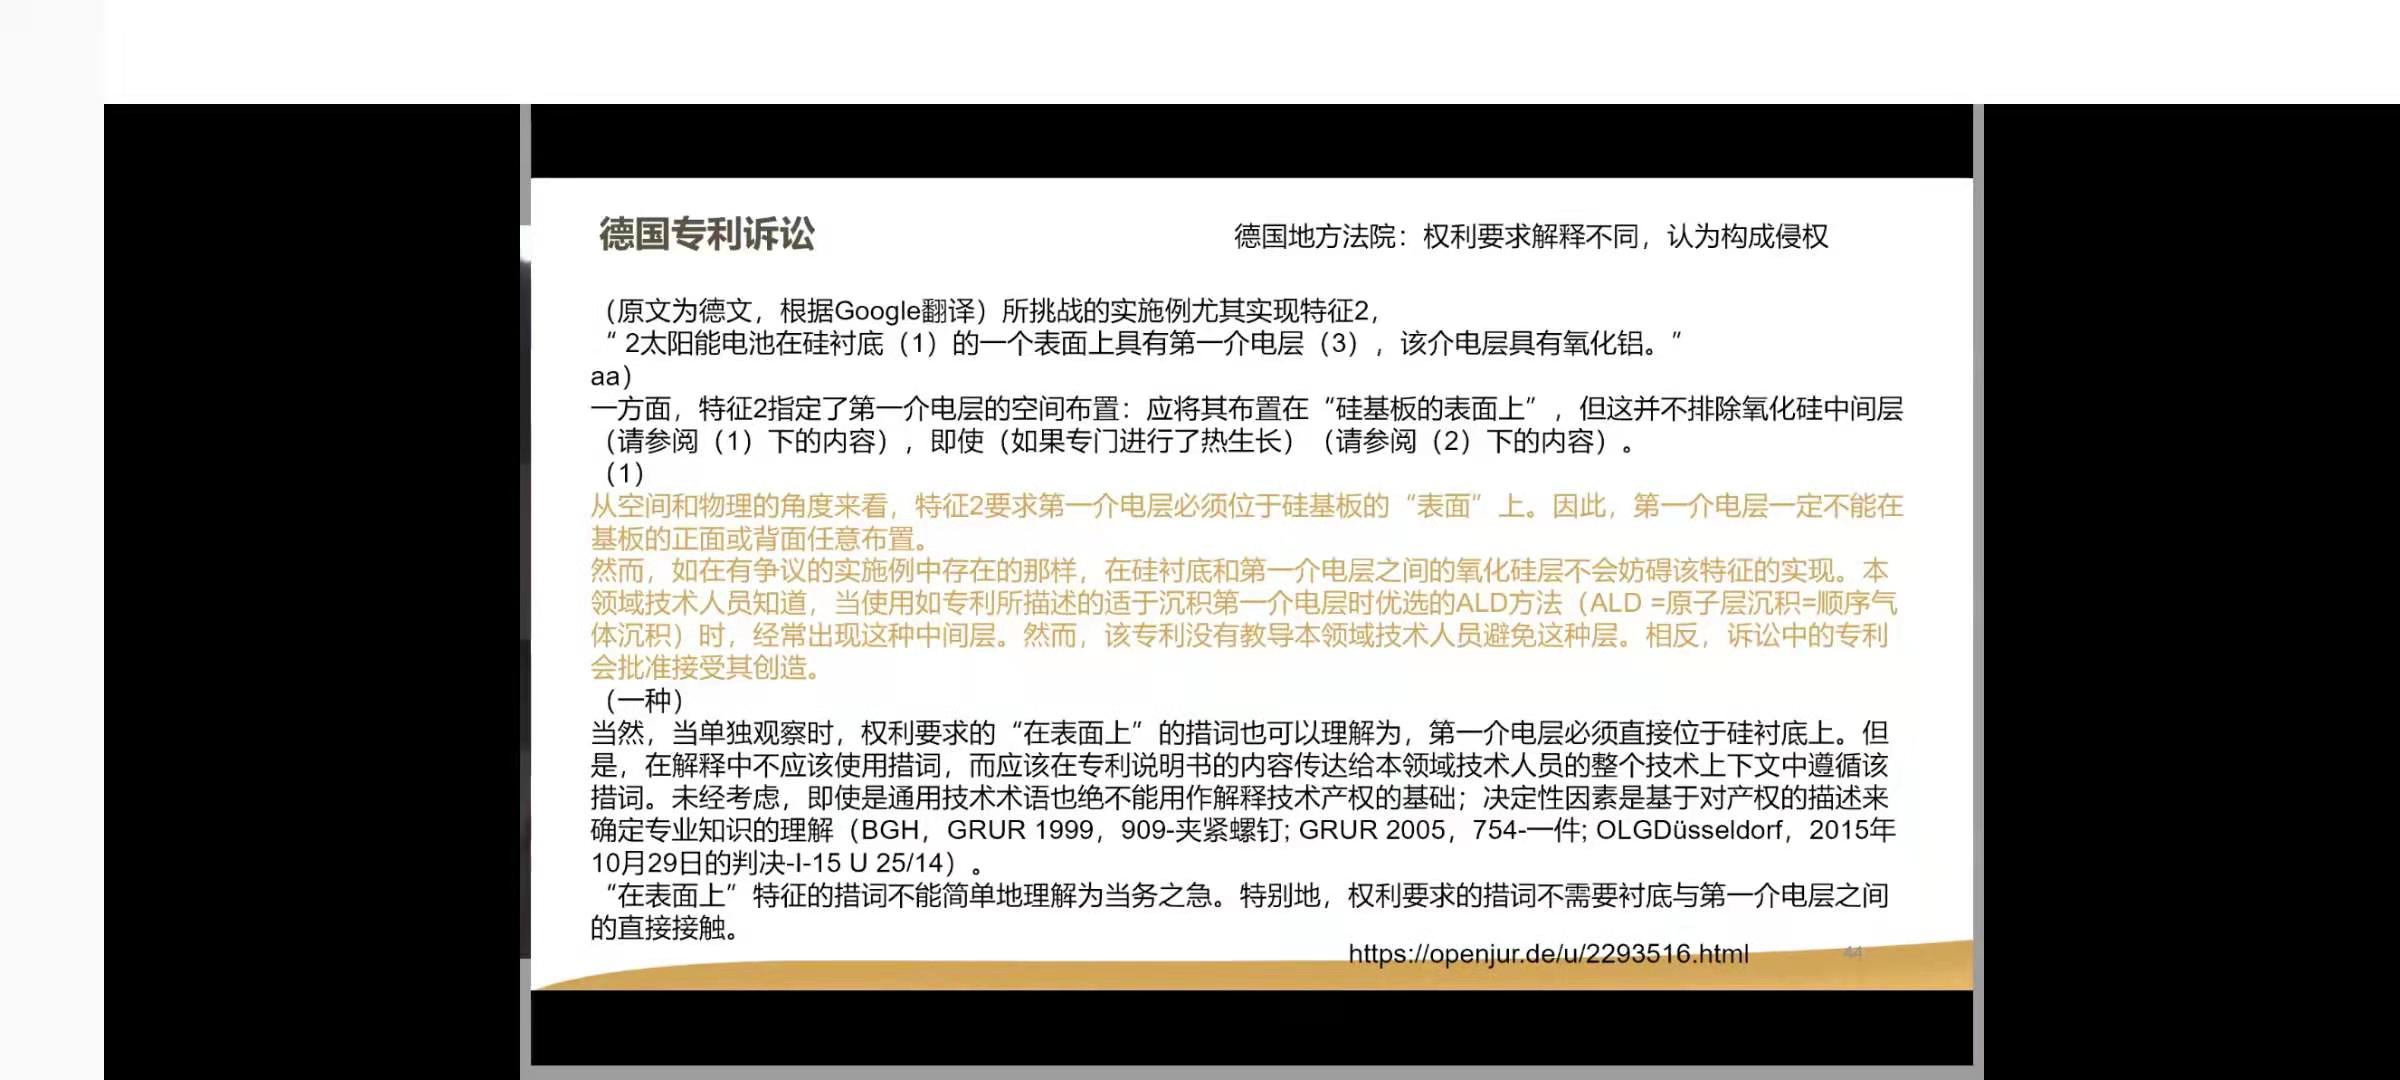 德国专利诉讼
德国地方法院：权利要求解释不同，认为构成侵权
（原文为德文，根据Google翻译）所挑战的实施例尤其实现特征2，
“ 2太阳能电池在硅衬底（1）的一个表面上具有第一介电层（3），该介电层具有氧化铝。”
aa）
一方面，特征2指定了第一介电层的空间布置：应将其布置在“硅基板的表面上”，但这并不排除氧化硅中间层
（请参阅（1）下的内容），即使（如果专门进行了热生长）（请参阅（2）下的内容）。
（1）
从空间和物理的角度来看，特征2要求第一介电层必须位于硅基板的“表面”上。因此，第一介电层一定不能在
基板的正面或背面任意布置。
然而，如在有争议的实施例中存在的那样，在硅衬底和第一介电层之间的氧化硅层不会妨碍该特征的实现。本
领域技术人员知道，当使用如专利所描述的适于沉积第一介电层时优选的ALD方法（ALD =原子层沉积=顺序气
体沉积）时，经常出现这种中间层。然而，该专利没有教导本领域技术人员避免这种层。相反，诉讼中的专利
会批准接受其创造。
（一种）
当然，当单独观察时，权利要求的“在表面上”的措词也可以理解为，第一介电层必须直接位于硅衬底上。但
是，在解释中不应该使用措词，而应该在专利说明书的内容传达给本领域技术人员的整个技术上下文中遵循该
措词。未经考虑，即使是通用技术术语也绝不能用作解释技术产权的基础；决定性因素是基于对产权的描述来
确定专业知识的理解（BGH，GRUR 1999，909-夹紧螺钉; GRUR 2005，754-一件; OLGDüsseldorf，2015年
10月29日的判决-I-15 U 25/14）。
“在表面上”特征的措词不能简单地理解为当务之急。特别地，权利要求的措词不需要衬底与第一介电层之间
的直接接触。
https://openjur.de/u/2293516.html
44